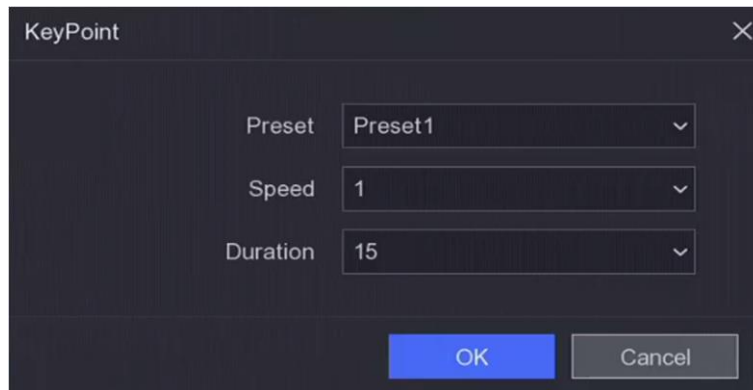 KeyPoint
Preset Preset1
Speed 1
Duration 15
OK Cancel